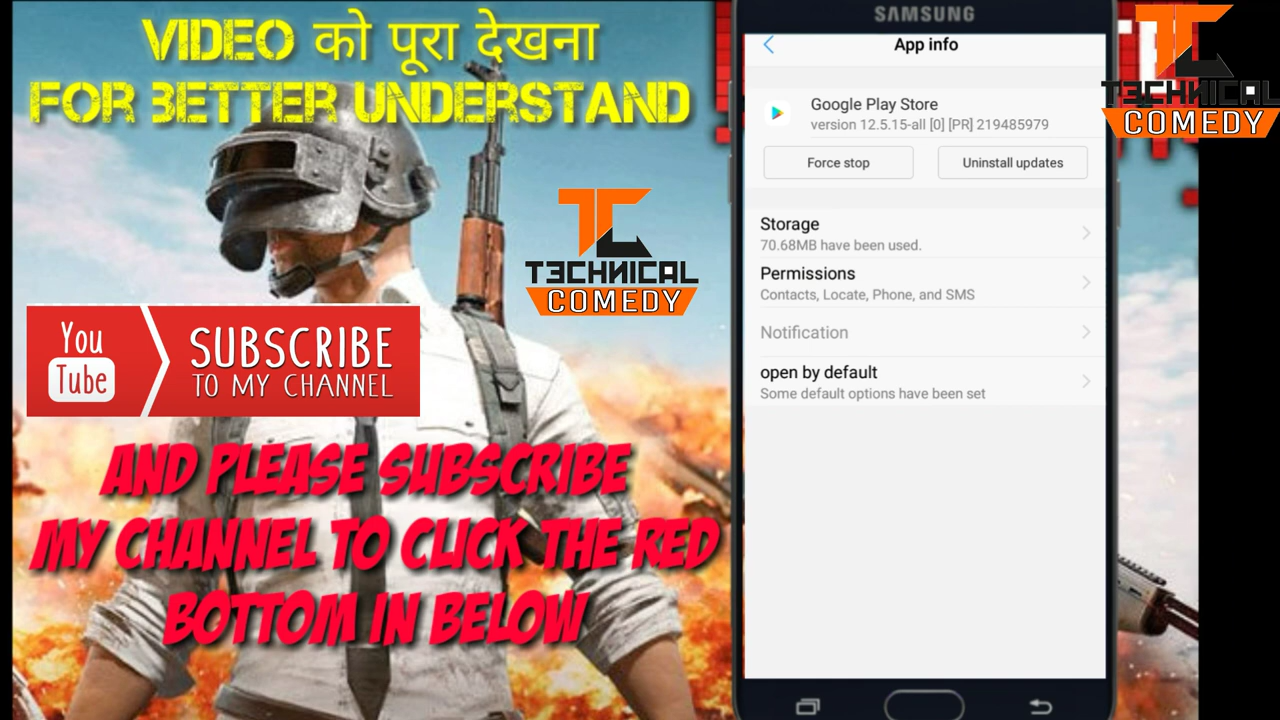 VIDEO को पूरा देखना
FOR BETTER UNDERSTAND
TECHNICAL
COMEDY
You
Tube
SUBSCRIBE
TO MY CHANNEL
AND PLEASE SUBSCRIBE
MY CHANNEL TO CLICK THE RED
BOTTOM IN BELOW
SAMSUNG
App info
Google Play Store
version 12.5.15-all [0] [PR] 219485979
Force stop
Uninstall updates
Storage
70.68MB have been used.
Permissions
Contacts, Locate, Phone, and SMS
Notification
open by default
Some default options have been set
TC
TECHNICAL
COMEDY